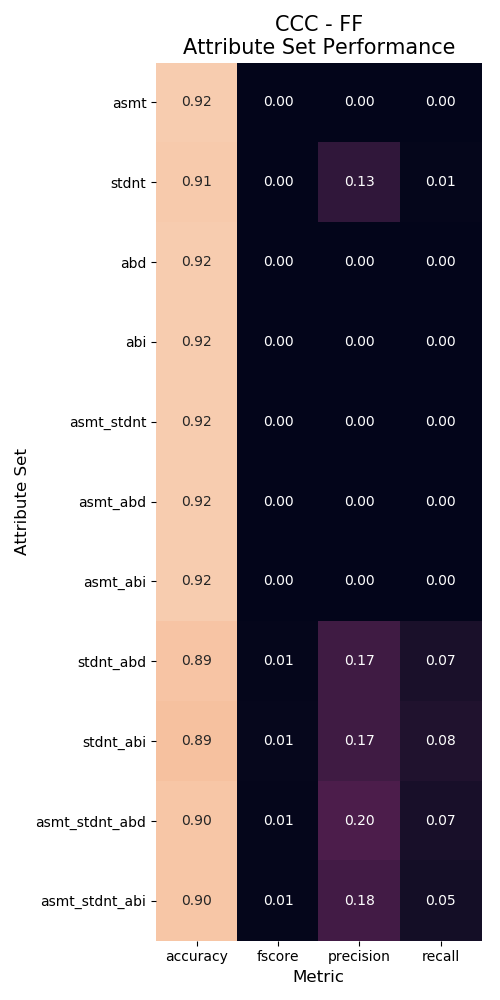 CCC - FF
Attribute Set Performance
Attribute Set
asmt 0.92 0.00 0.00 0.00
stdnt 0.91 0.00 0.13 0.01
abd 0.92 0.00 0.00 0.00
abi 0.92 0.00 0.00 0.00
asmt_stdnt 0.92 0.00 0.00 0.00
asmt_abd 0.92 0.00 0.00 0.00
asmt_abi 0.92 0.00 0.00 0.00
stdnt_abd 0.89 0.01 0.17 0.07
stdnt_abi 0.89 0.01 0.17 0.08
asmt_stdnt_abd 0.90 0.01 0.20 0.07
asmt_stdnt_abi 0.90 0.01 0.18 0.05
accuracy fscore precision recall
Metric